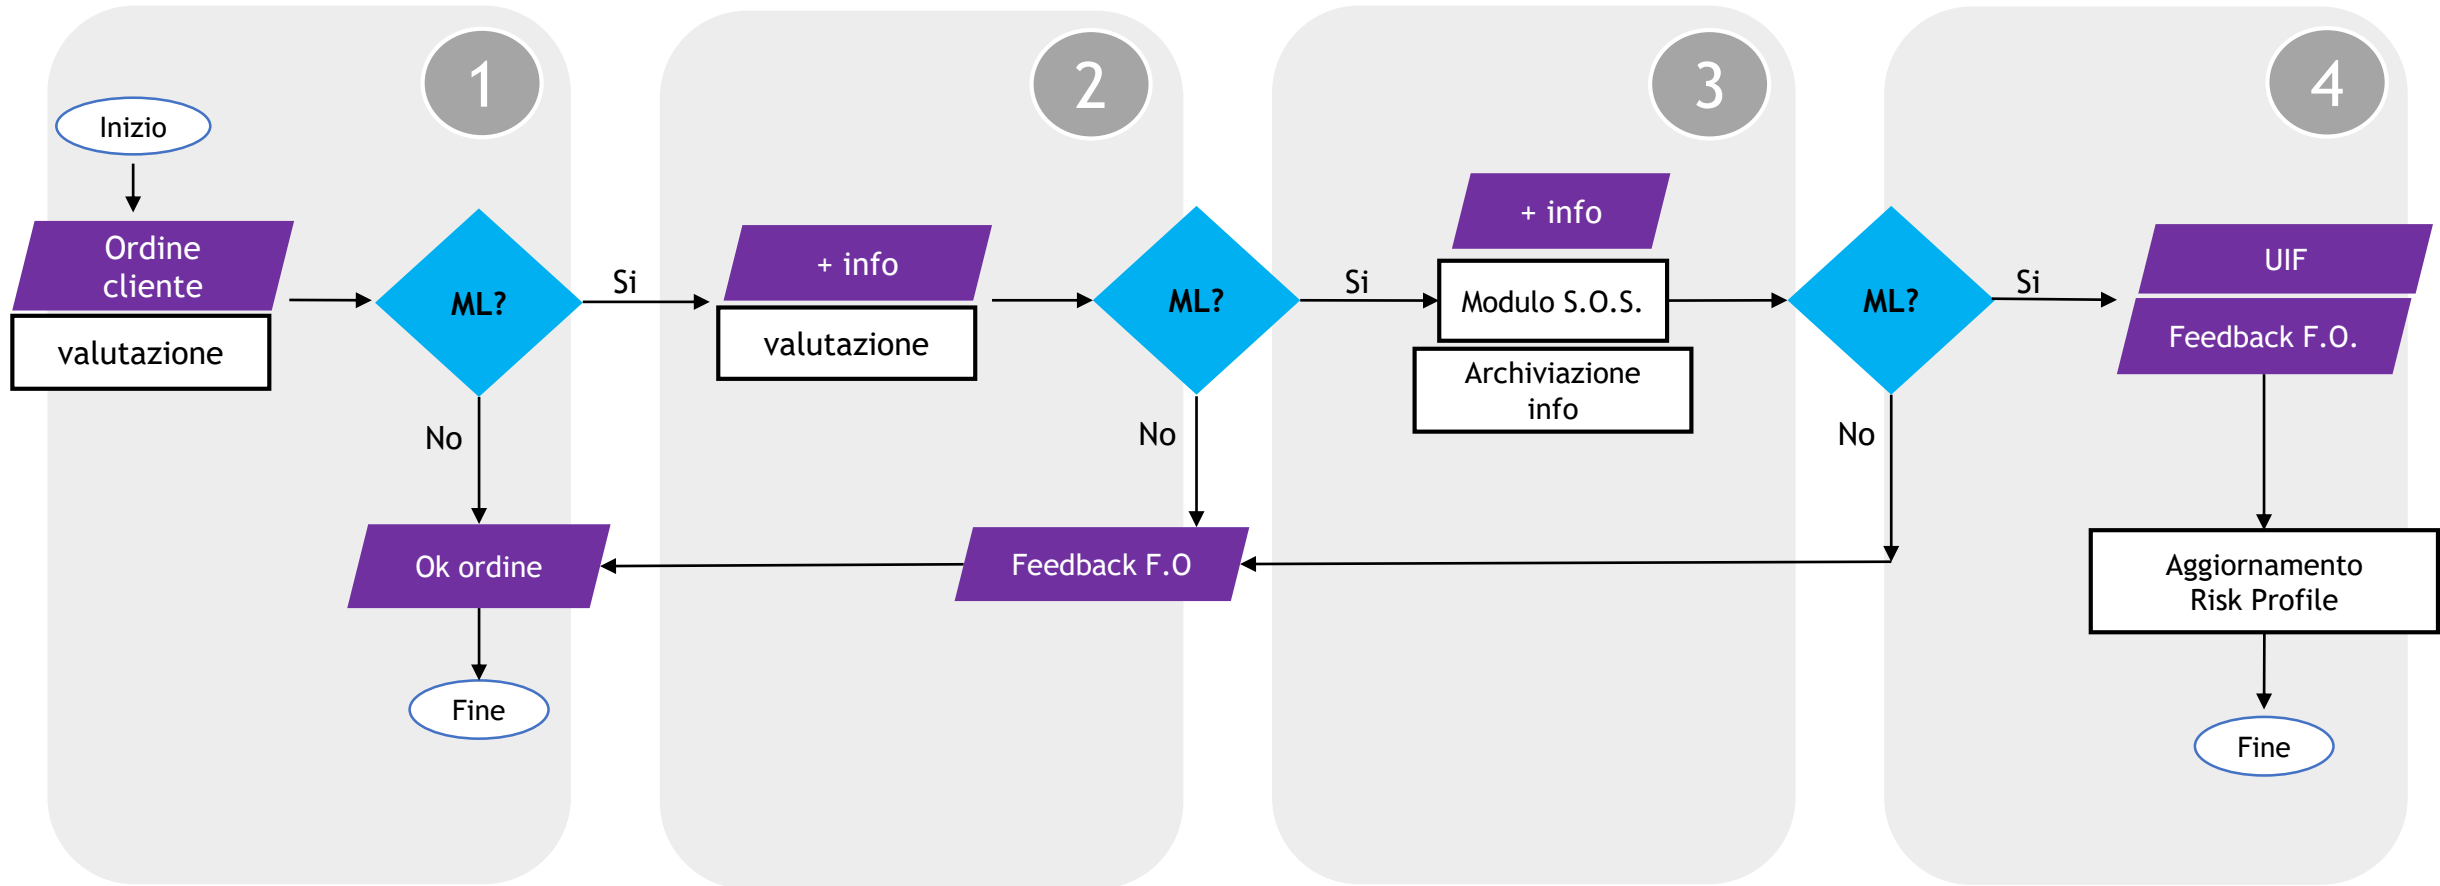 1
Inizio
Ordine
cliente
valutazione
ML?
Si
No
Ok ordine
Fine
2
+ info
valutazione
ML?
Si
No
Feedback F.O
3
+ info
Modulo S.O.S.
Archiviazione
info
ML?
Si
No
4
UIF
Feedback F.O.
Aggiornamento
Risk Profile
Fine